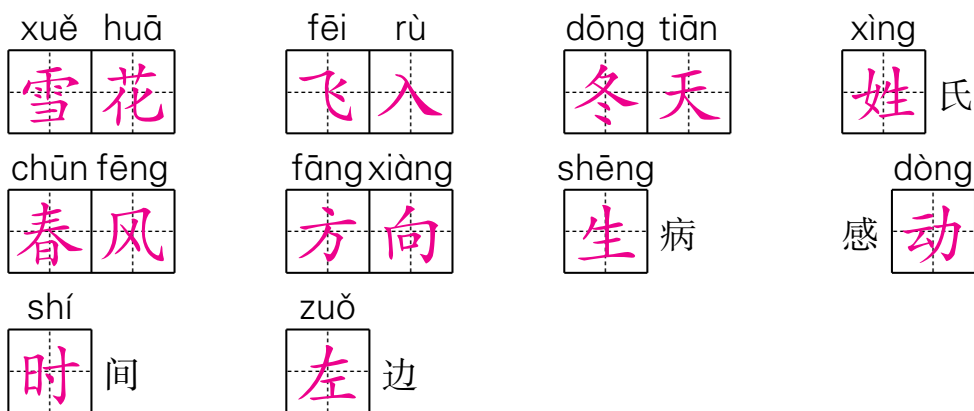 xuě huā fēi rù dōng tiān xìng
雪花 飞入 冬天 姓氏
chūn fēng fāng xiàng shēng dòng
春风 方向 生病 感动
shí zuǒ
时间 左边